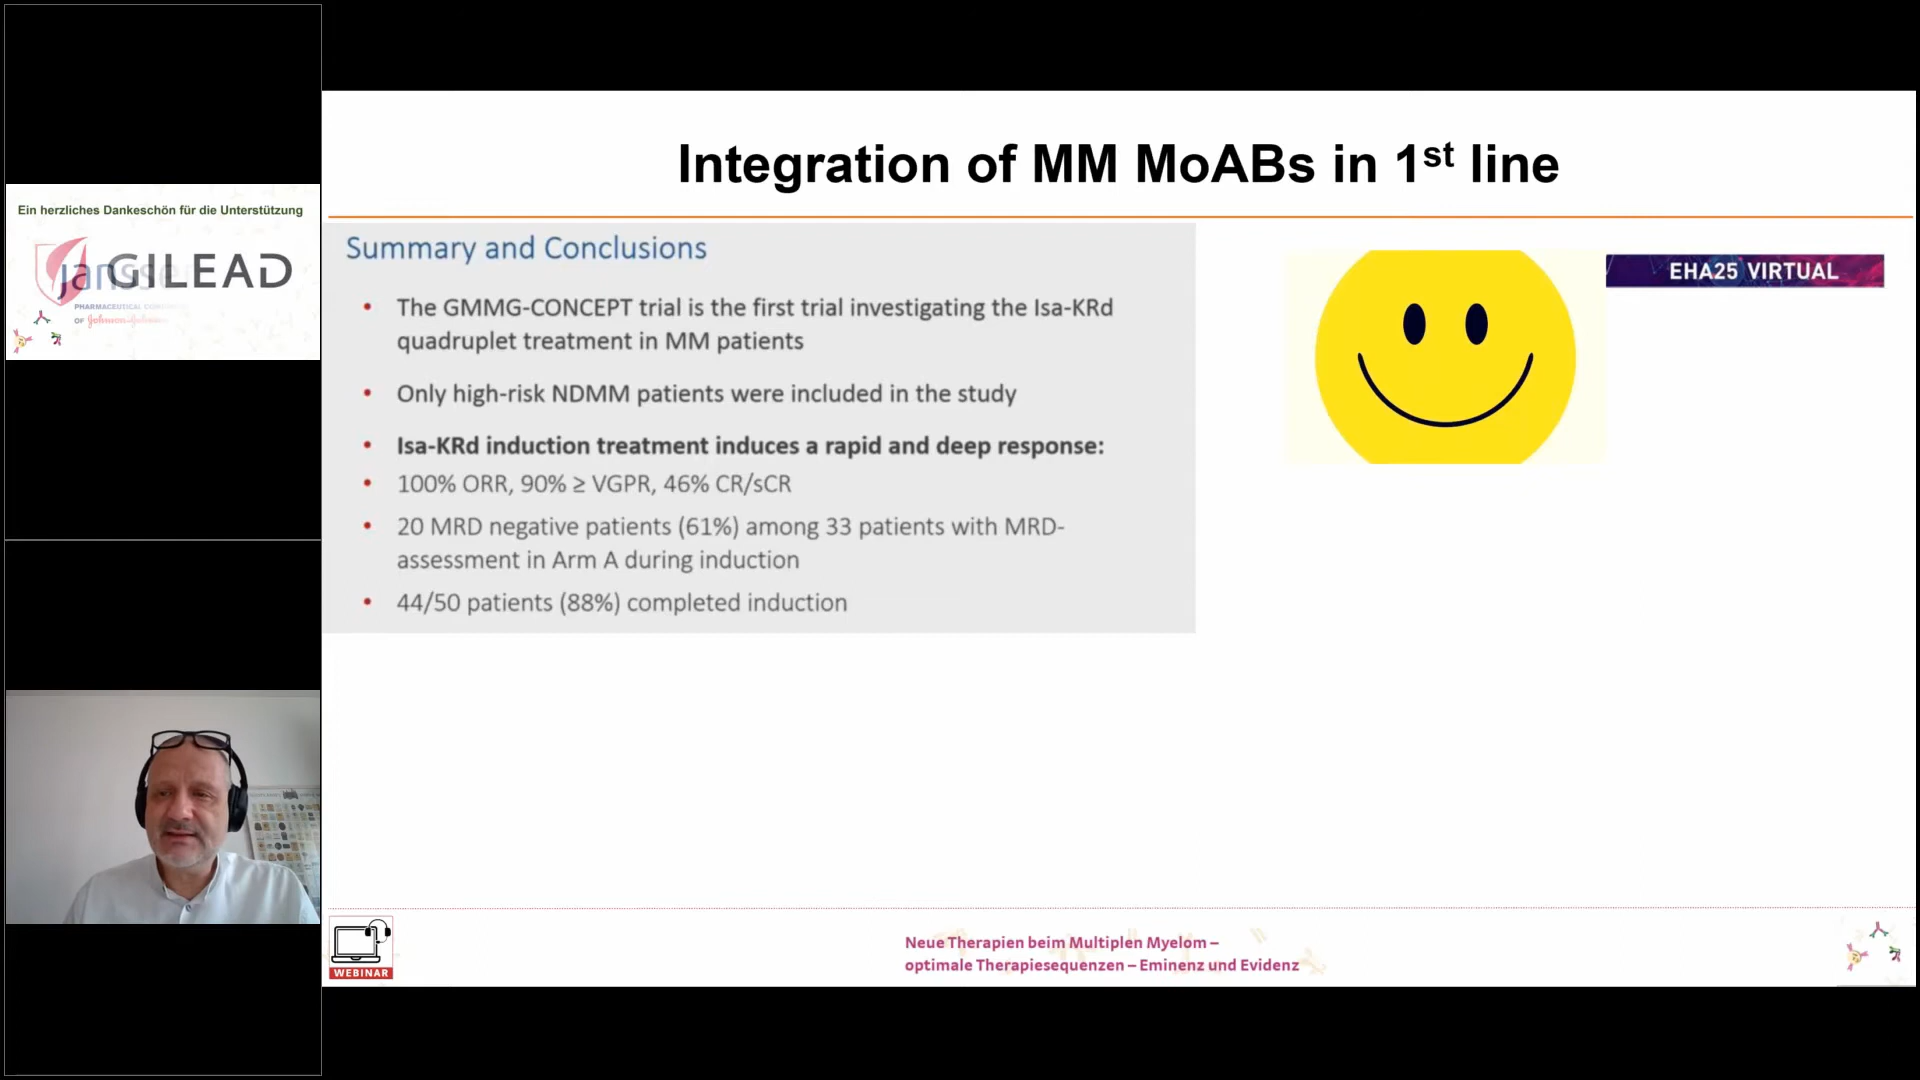 Ein herzliches Dankeschön für die Unterstützung
GILEAD
PHARMACEUTICAL
OF Johnson & Johnson
Integration of MM MoABs in 1st line
Summary and Conclusions
• The GMMG-CONCEPT trial is the first trial investigating the Isa-KRd
quadruplet treatment in MM patients
• Only high-risk NDMM patients were included in the study
• Isa-KRd induction treatment induces a rapid and deep response:
• 100% ORR, 90% ≥ VGPR, 46% CR/sCR
• 20 MRD negative patients (61%) among 33 patients with MRD-
assessment in Arm A during induction
• 44/50 patients (88%) completed induction
EHA25 VIRTUAL
WEBINAR
Neue Therapien beim Multiplen Myelom –
optimale Therapiesequenzen – Eminenz und Evidenz